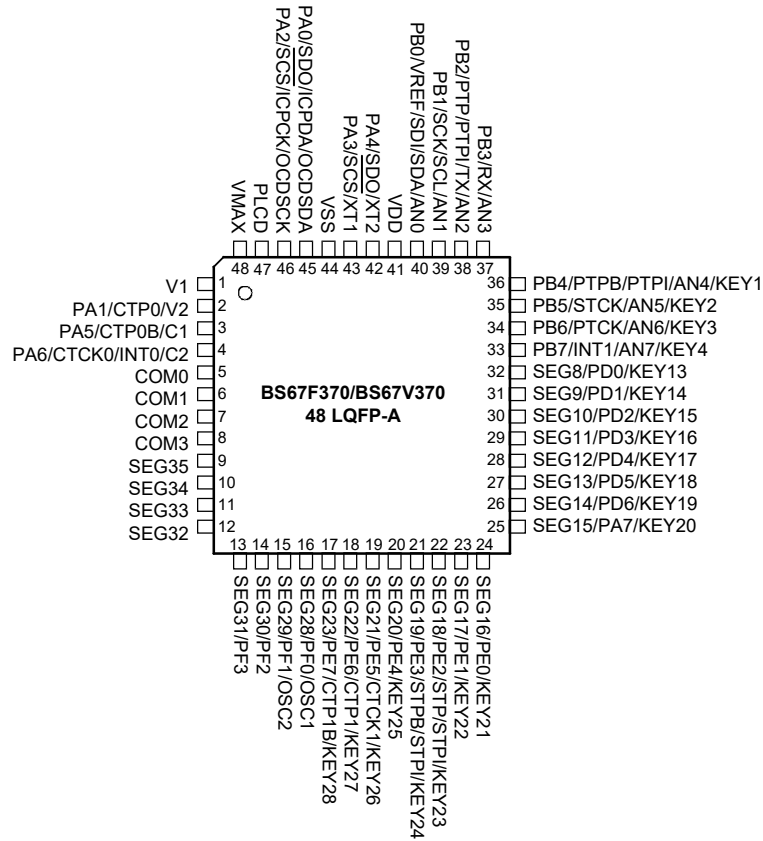 PB3/RX/AN3
PB2/PTP/PTPI/TX/AN2
PB1/SCK/SCL/AN1
PB0/VREF/SDI/SDA/AN0
VDD
PA4/SDO/XT2
PA3/SCS/XT1
VSS
PA0/SDO/ICPDA/OCDSDA
PA2/SCS/ICPCK/OCDSCK
PLCD
VMAX
48 47 46 45 44 43 42 41 40 39 38 37
V1 1
PA1/CTP0/V2 2
PA5/CTP0B/C1 3
PA6/CTCK0/INT0/C2 4
COM0 5
COM1 6
COM2 7
COM3 8
SEG35 9
SEG34 10
SEG33 11
SEG32 12
BS67F370/BS67V370
48 LQFP-A
36 PB4/PTPB/PTPI/AN4/KEY1
35 PB5/STCK/AN5/KEY2
34 PB6/PTCK/AN6/KEY3
33 PB7/INT1/AN7/KEY4
32 SEG8/PD0/KEY13
31 SEG9/PD1/KEY14
30 SEG10/PD2/KEY15
29 SEG11/PD3/KEY16
28 SEG12/PD4/KEY17
27 SEG13/PD5/KEY18
26 SEG14/PD6/KEY19
25 SEG15/PA7/KEY20
13 14 15 16 17 18 19 20 21 22 23 24
SEG16/PE0/KEY21
SEG17/PE1/KEY22
SEG18/PE2/STP/STPI/KEY23
SEG19/PE3/STPB/STPI/KEY24
SEG20/PE4/KEY25
SEG21/PE5/CTCK1/KEY26
SEG22/PE6/CTP1/KEY27
SEG23/PE7/CTP1B/KEY28
SEG28/PF0/OSC1
SEG29/PF1/OSC2
SEG30/PF2
SEG31/PF3